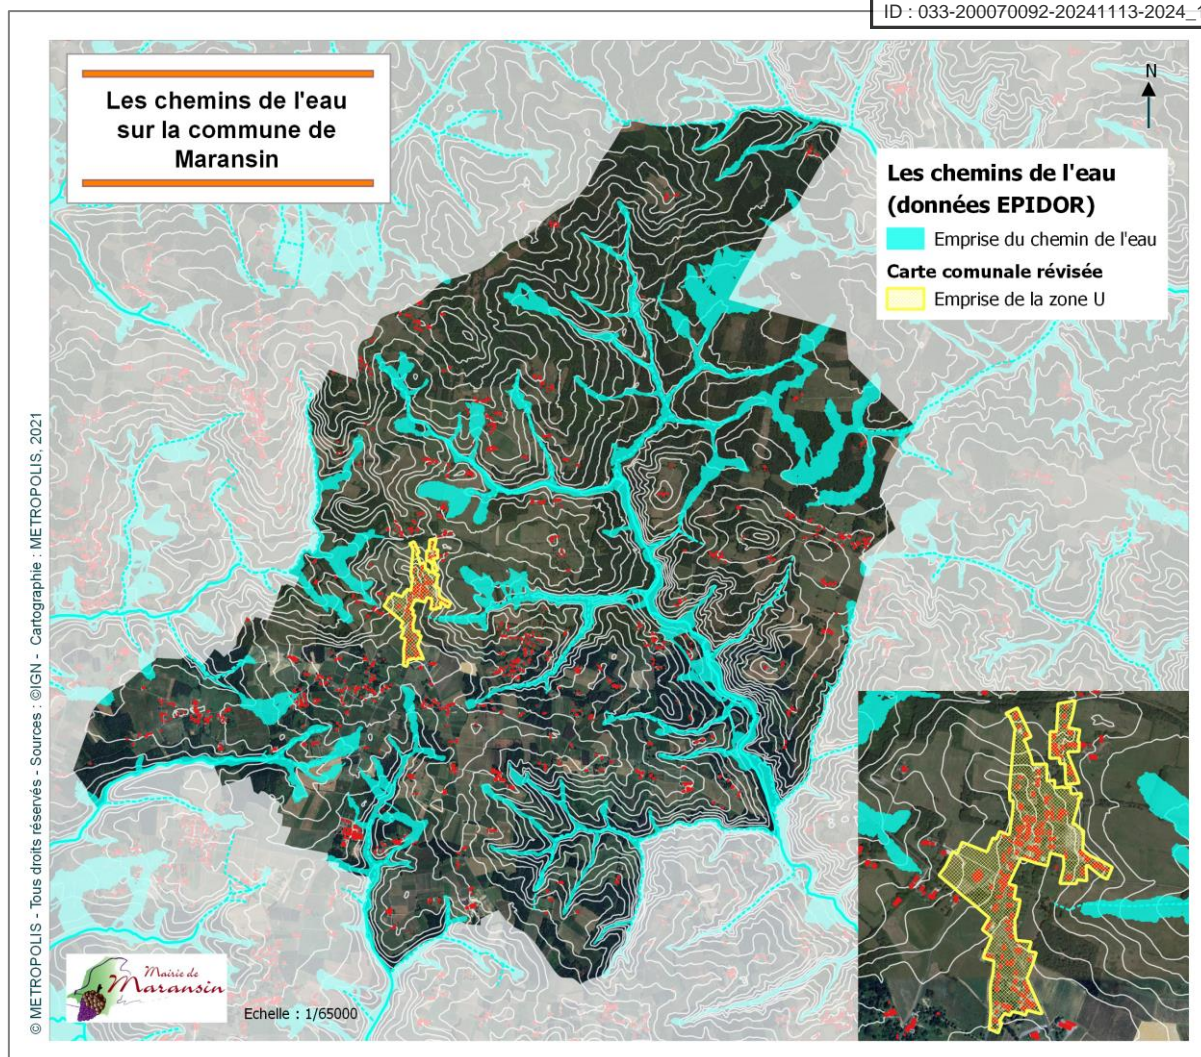 ID : 033-200070092-20241113-2024_1
Les chemins de l'eau
sur la commune de
Maransin
N
Les chemins de l'eau
(données EPIDOR)
Emprise du chemin de l'eau
Carte comunale révisée
Emprise de la zone U
© METROPOLIS - Tous droits réservés - Sources : ©IGN - Cartographie : METROPOLIS, 2021
Mairie de
Maransin
Echelle : 1/65000